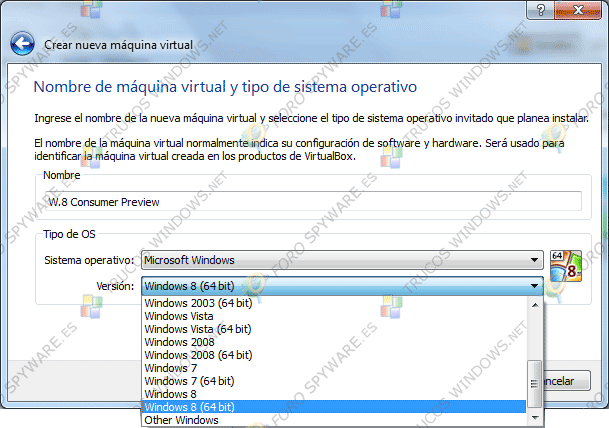 Crear nueva máquina virtual
Nombre de máquina virtual y tipo de sistema operativo
Ingrese el nombre de la nueva máquina virtual y seleccione el tipo de sistema operativo invitado que planea instalar.
El nombre de la máquina virtual normalmente indica su configuración de software y hardware. Será usado para
identificar la máquina virtual creada en los productos de VirtualBox.
Nombre
W.8 Consumer Preview
Tipo de OS
Sistema operativo: Microsoft Windows
64
8
Versión: Windows 8 (64 bit)
Windows 2003 (64 bit)
Windows Vista
Windows Vista (64 bit)
Windows 2008
Windows 2008 (64 bit)
Windows 7
Windows 7 (64 bit)
Windows 8
Windows 8 (64 bit)
Other Windows
ancelar
FORO SPYWARE.ES
TRUCOS WINDOWS.NET